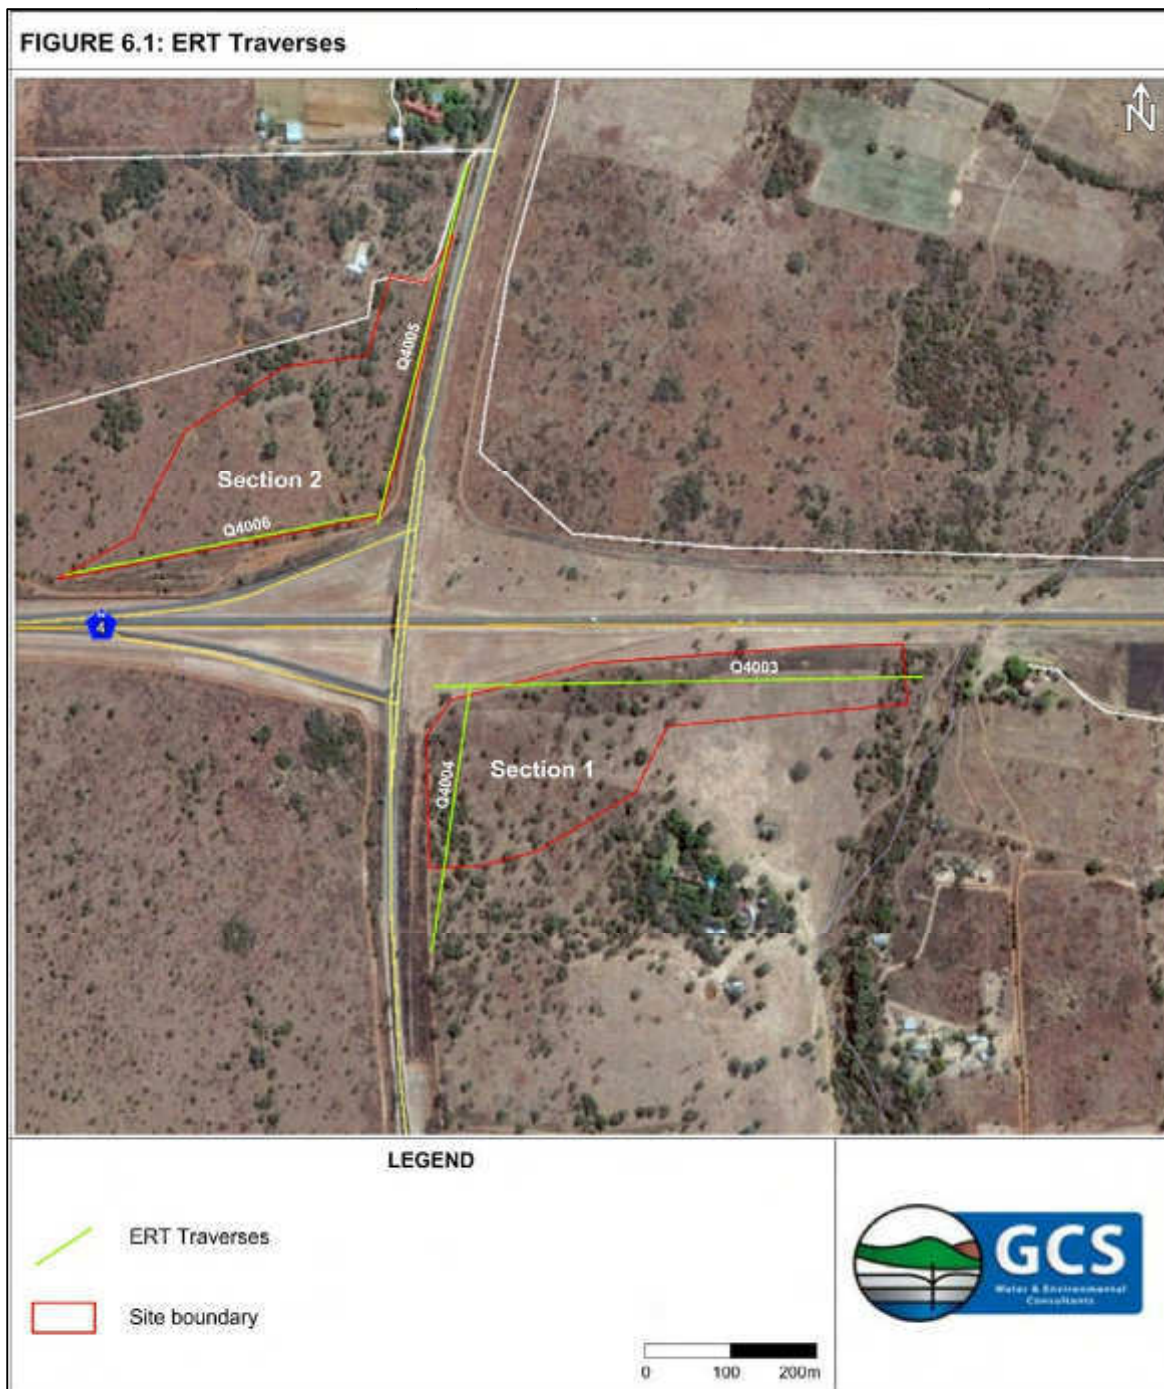 FIGURE 6.1: ERT Traverses
N
Q4005
Section 2
Q4006
N
4
Q4003
Section 1
Q4004
LEGEND
ERT Traverses
Site boundary
0 100 200m
GCS
Water & Environmental
Consultants